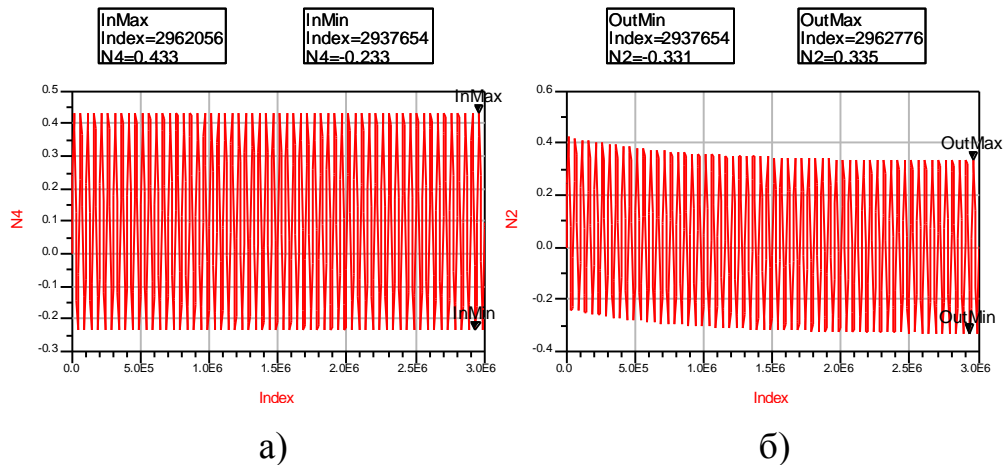 InMax
Index=2962056
N4=0.433
InMin
Index=2937654
N4=-0.233
OutMin
Index=2937654
N2=-0.331
OutMax
Index=2962776
N2=0.335
0.5
0.4
0.3
0.2
0.1
0.0
-0.1
-0.2
-0.3
N4
InMax
InMin
0.0 5.0E5 1.0E6 1.5E6 2.0E6 2.5E6 3.0E6
Index
0.6
0.4
0.2
0.0
-0.2
-0.4
N2
OutMax
OutMin
0.0 5.0E5 1.0E6 1.5E6 2.0E6 2.5E6 3.0E6
Index
а)
б)